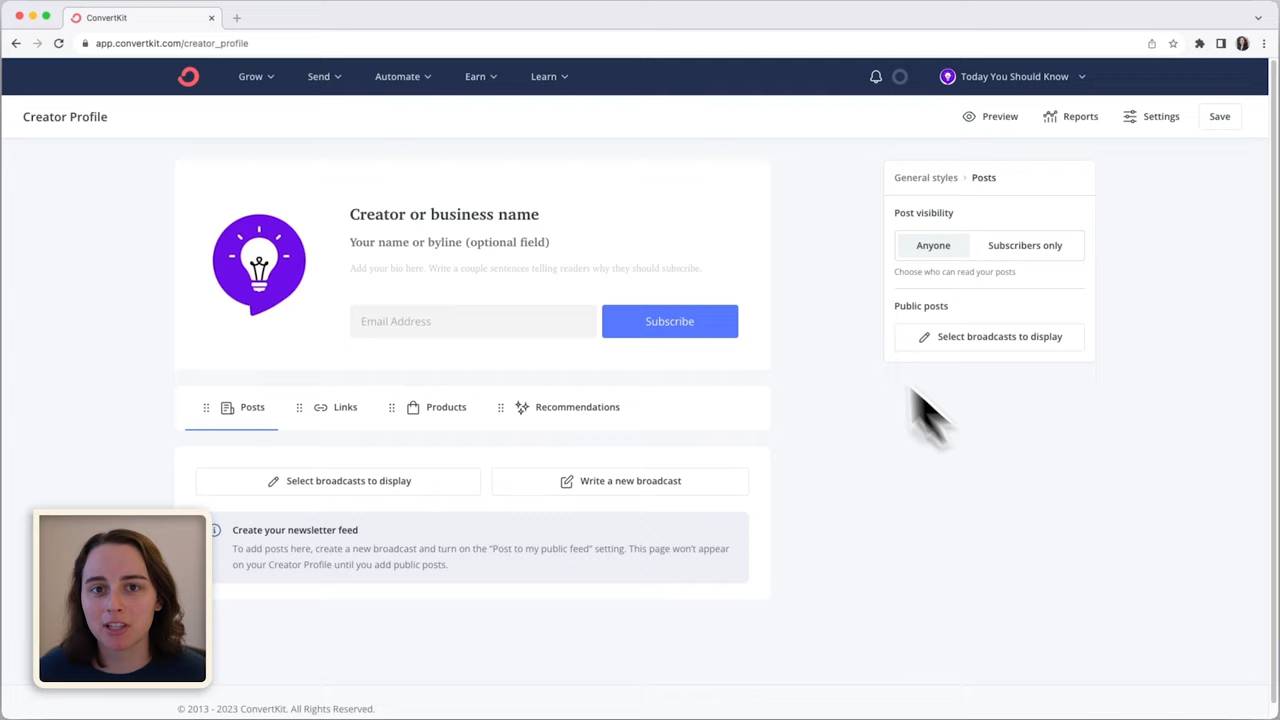 ConvertKit
app.convertkit.com/creator_profile
Grow
Send
Automate
Earn
Learn
Today You Should Know
Creator Profile
Preview
Reports
Settings
Save
Creator or business name
Your name or byline (optional field)
Add your bio here. Write a couple sentences telling readers why they should subscribe.
Email Address
Subscribe
General styles › Posts
Post visibility
Anyone
Subscribers only
Choose who can read your posts
Public posts
Select broadcasts to display
Posts
Links
Products
Recommendations
Select broadcasts to display
Write a new broadcast
Create your newsletter feed
To add posts here, create a new broadcast and turn on the "Post to my public feed" setting. This page won't appear
on your Creator Profile until you add public posts.
© 2013 - 2023 ConvertKit. All Rights Reserved.